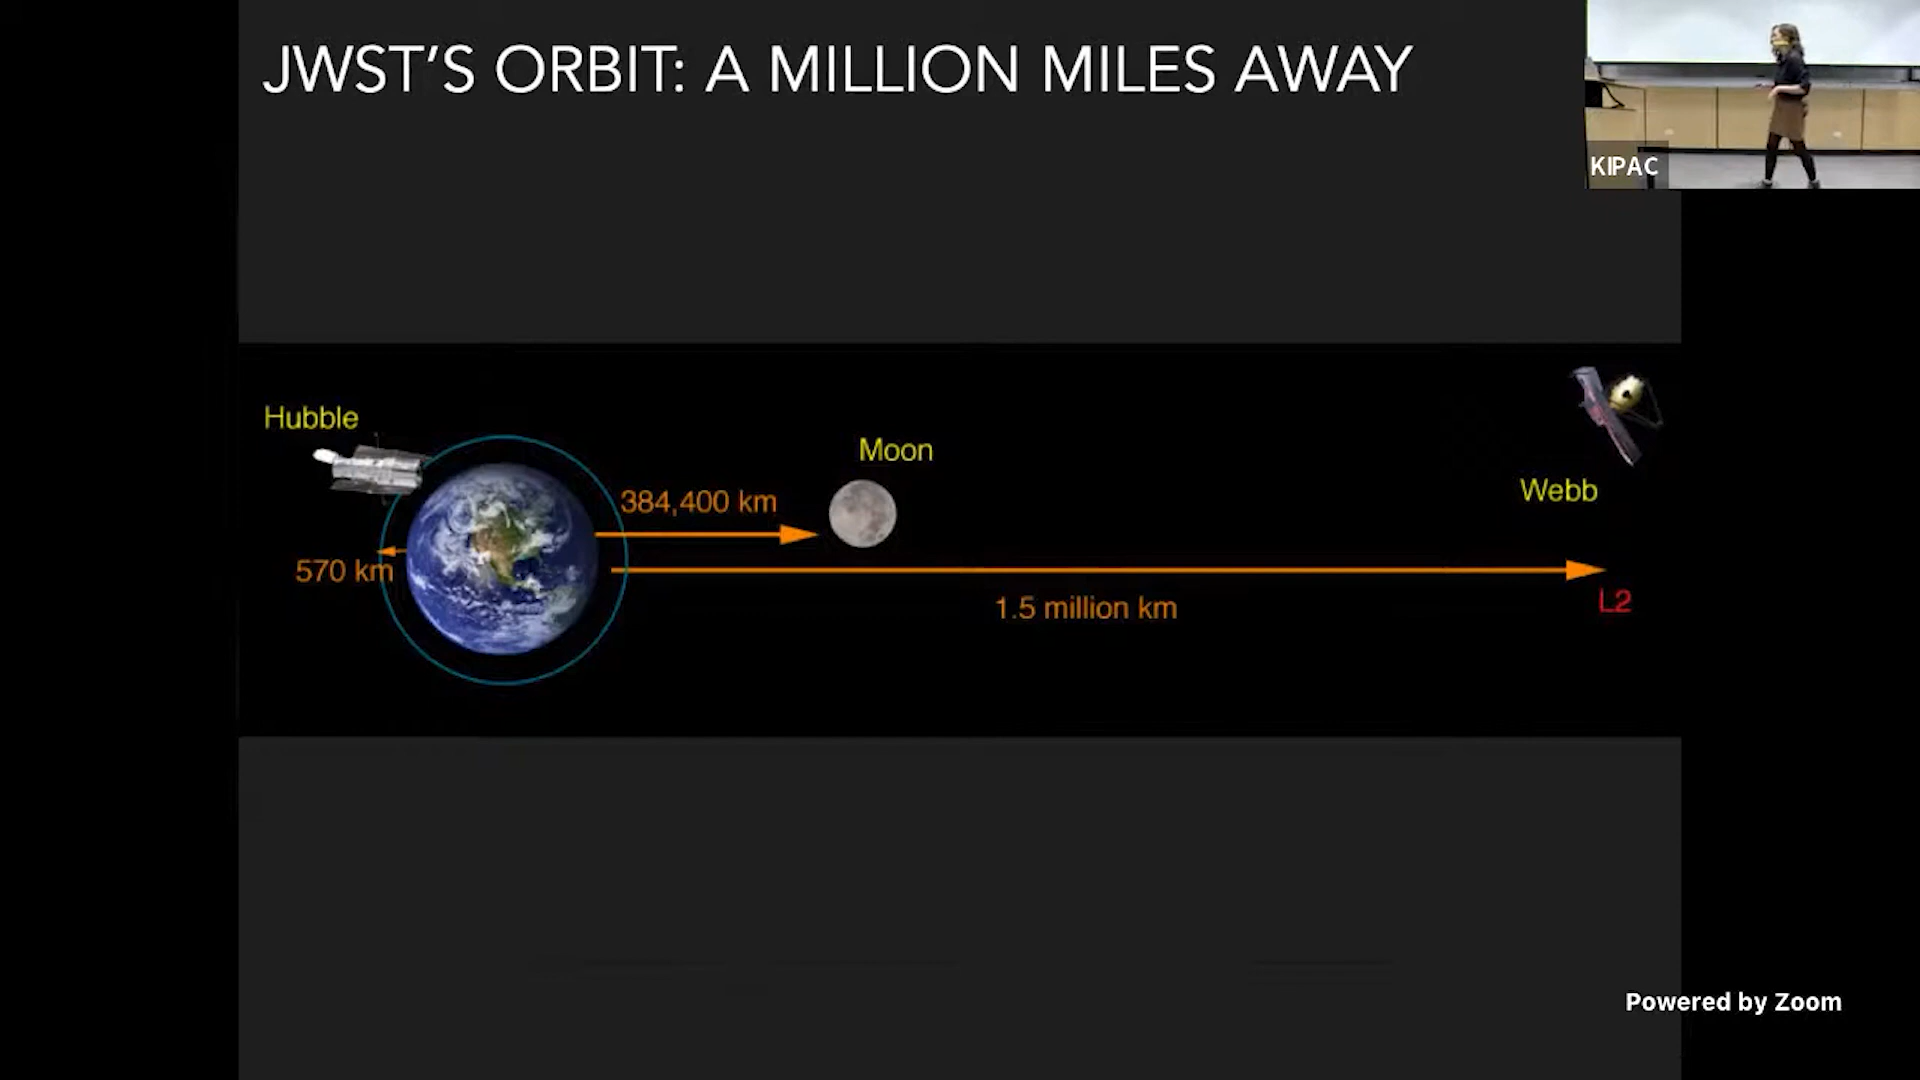 JWST'S ORBIT: A MILLION MILES AWAY
KIPAC
Hubble
Moon
384,400 km
Webb
570 km
1.5 million km
L2
Powered by Zoom